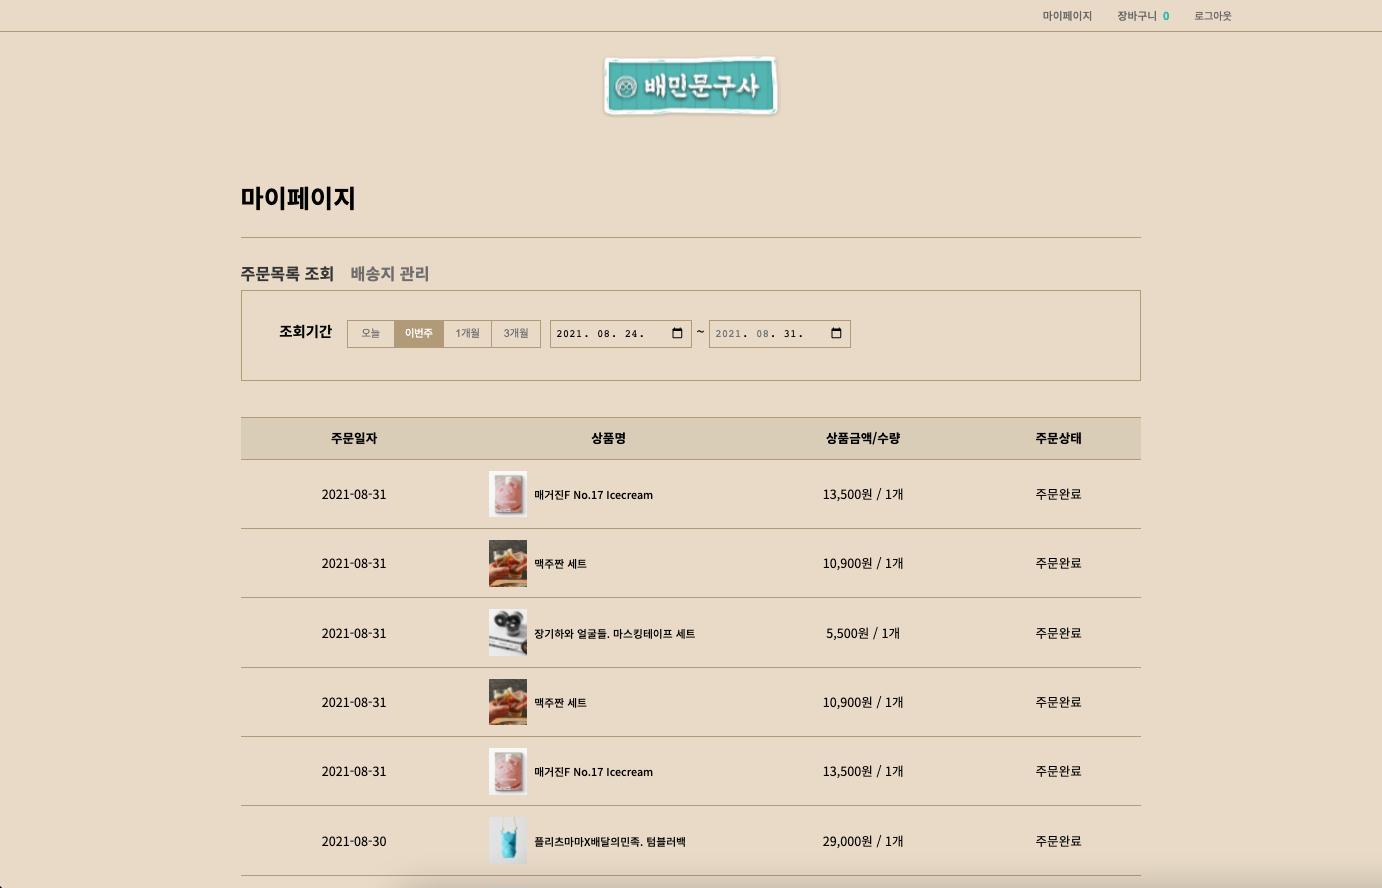 마이페이지 장바구니 0 로그아웃
배민문구사
마이페이지
주문목록 조회 배송지 관리
조회기간 오늘 이번주 1개월 3개월 2021. 08. 24. ~ 2021. 08. 31.
주문일자 상품명 상품금액/수량 주문상태
2021-08-31 매거진F No.17 Icecream 13,500원 / 1개 주문완료
2021-08-31 맥주짠 세트 10,900원 / 1개 주문완료
2021-08-31 장기하와 얼굴들. 마스킹테이프 세트 5,500원 / 1개 주문완료
2021-08-31 맥주짠 세트 10,900원 / 1개 주문완료
2021-08-31 매거진F No.17 Icecream 13,500원 / 1개 주문완료
2021-08-30 플리츠마마X배달의민족. 텀블러백 29,000원 / 1개 주문완료